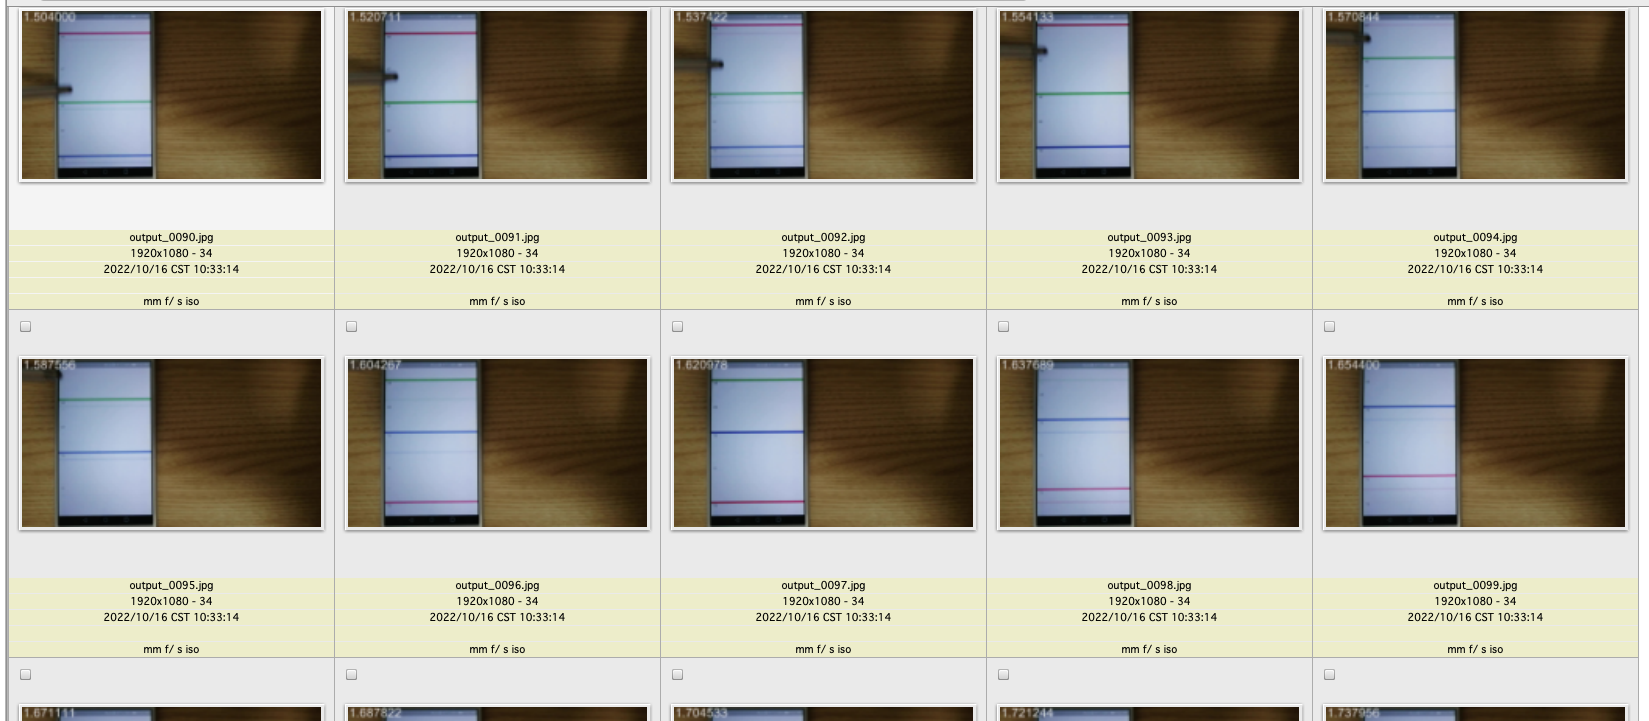 1.504000 1.520711 1.537422 1.554133 1.570844
output_0090.jpg output_0091.jpg output_0092.jpg output_0093.jpg output_0094.jpg
1920x1080 - 34 1920x1080 - 34 1920x1080 - 34 1920x1080 - 34 1920x1080 - 34
2022/10/16 CST 10:33:14 2022/10/16 CST 10:33:14 2022/10/16 CST 10:33:14 2022/10/16 CST 10:33:14 2022/10/16 CST 10:33:14
mm f/ s iso mm f/ s iso mm f/ s iso mm f/ s iso mm f/ s iso
1.587556 1.604267 1.620978 1.637689 1.654400
output_0095.jpg output_0096.jpg output_0097.jpg output_0098.jpg output_0099.jpg
1920x1080 - 34 1920x1080 - 34 1920x1080 - 34 1920x1080 - 34 1920x1080 - 34
2022/10/16 CST 10:33:14 2022/10/16 CST 10:33:14 2022/10/16 CST 10:33:14 2022/10/16 CST 10:33:14 2022/10/16 CST 10:33:14
mm f/ s iso mm f/ s iso mm f/ s iso mm f/ s iso mm f/ s iso
1.671111 1.687822 1.704533 1.721244 1.737956